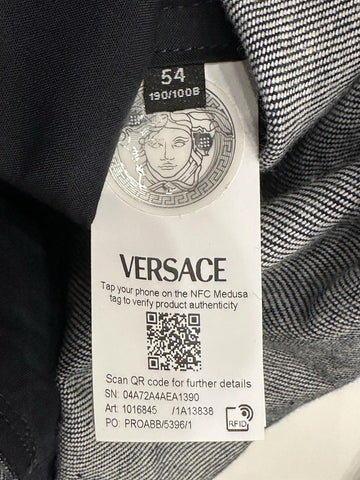 54
190/100B
VERSACE
Tap your phone on the NFC Medusa
tag to verify product authenticity
Scan QR code for further details
SN: 04A72A4AEA1390
Art: 1016845 /1A13838
PO: PROABB/5396/1
RFID